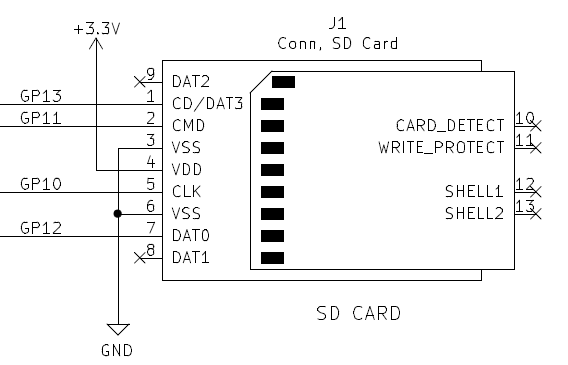 J1
+3.3V
Conn, SD Card
9 DAT2
GP13 1 CD/DAT3
GP11 2 CMD CARD_DETECT 10
3 VSS WRITE_PROTECT 11
4 VDD
GP10 5 CLK SHELL1 12
6 VSS SHELL2 13
GP12 7 DAT0
8 DAT1
SD CARD
GND